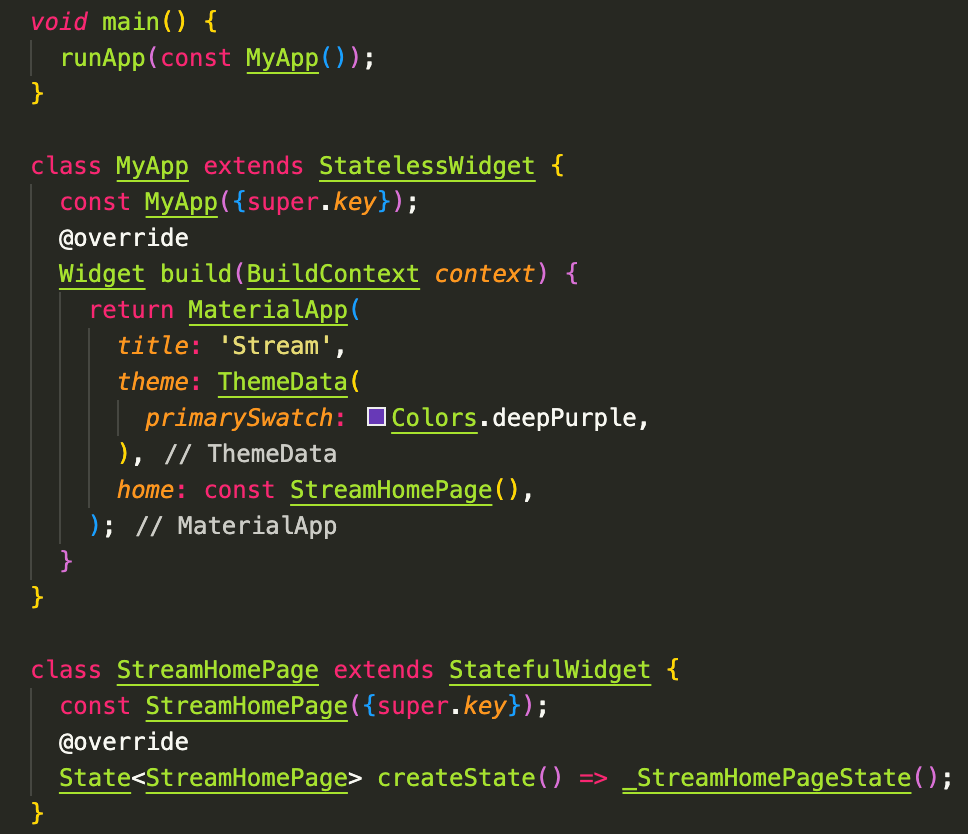 void main() {
  runApp(const MyApp());
}

class MyApp extends StatelessWidget {
  const MyApp({super.key});
  @override
  Widget build(BuildContext context) {
    return MaterialApp(
      title: 'Stream',
      theme: ThemeData(
        primarySwatch: Colors.deepPurple,
      ), // ThemeData
      home: const StreamHomePage(),
    ); // MaterialApp
  }
}

class StreamHomePage extends StatefulWidget {
  const StreamHomePage({super.key});
  @override
  State<StreamHomePage> createState() => _StreamHomePageState();
}